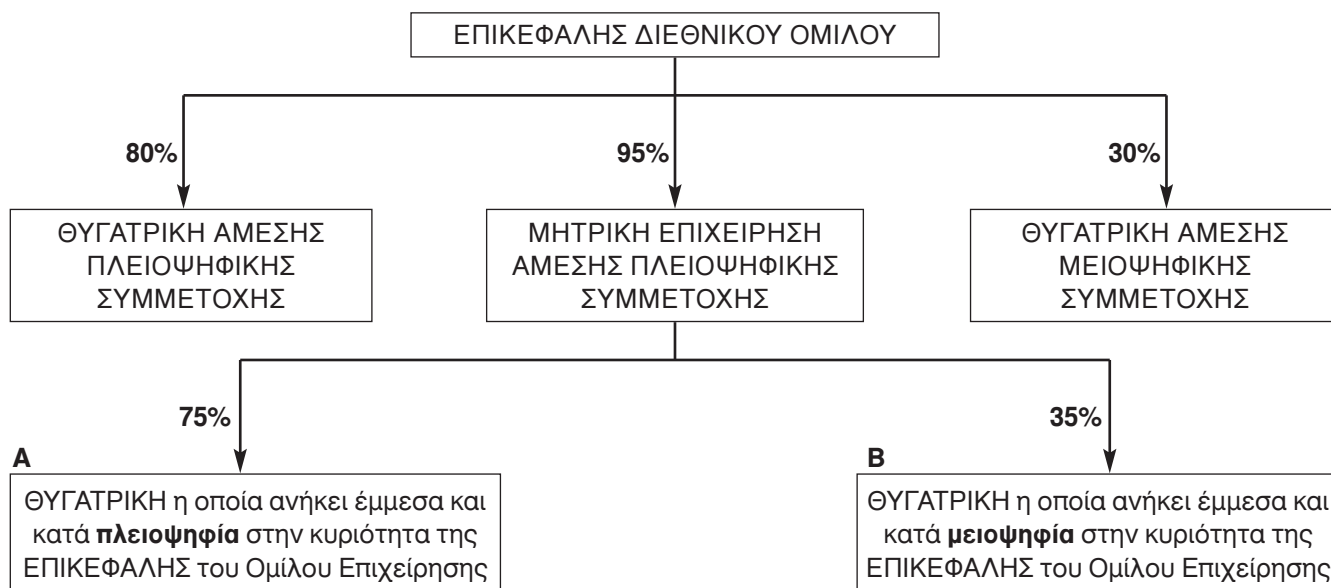 ΕΠΙΚΕΦΑΛΗΣ ΔΙΕΘΝΙΚΟΥ ΟΜΙΛΟΥ
80%
95%
30%
ΘΥΓΑΤΡΙΚΗ ΑΜΕΣΗΣ
ΠΛΕΙΟΨΗΦΙΚΗΣ
ΣΥΜΜΕΤΟΧΗΣ
ΜΗΤΡΙΚΗ ΕΠΙΧΕΙΡΗΣΗ
ΑΜΕΣΗΣ ΠΛΕΙΟΨΗΦΙΚΗΣ
ΣΥΜΜΕΤΟΧΗΣ
ΘΥΓΑΤΡΙΚΗ ΑΜΕΣΗΣ
ΜΕΙΟΨΗΦΙΚΗΣ
ΣΥΜΜΕΤΟΧΗΣ
75%
35%
Α
ΘΥΓΑΤΡΙΚΗ η οποία ανήκει έμμεσα και
κατά πλειοψηφία στην κυριότητα της
ΕΠΙΚΕΦΑΛΗΣ του Ομίλου Επιχείρησης
Β
ΘΥΓΑΤΡΙΚΗ η οποία ανήκει έμμεσα και
κατά μειοψηφία στην κυριότητα της
ΕΠΙΚΕΦΑΛΗΣ του Ομίλου Επιχείρησης